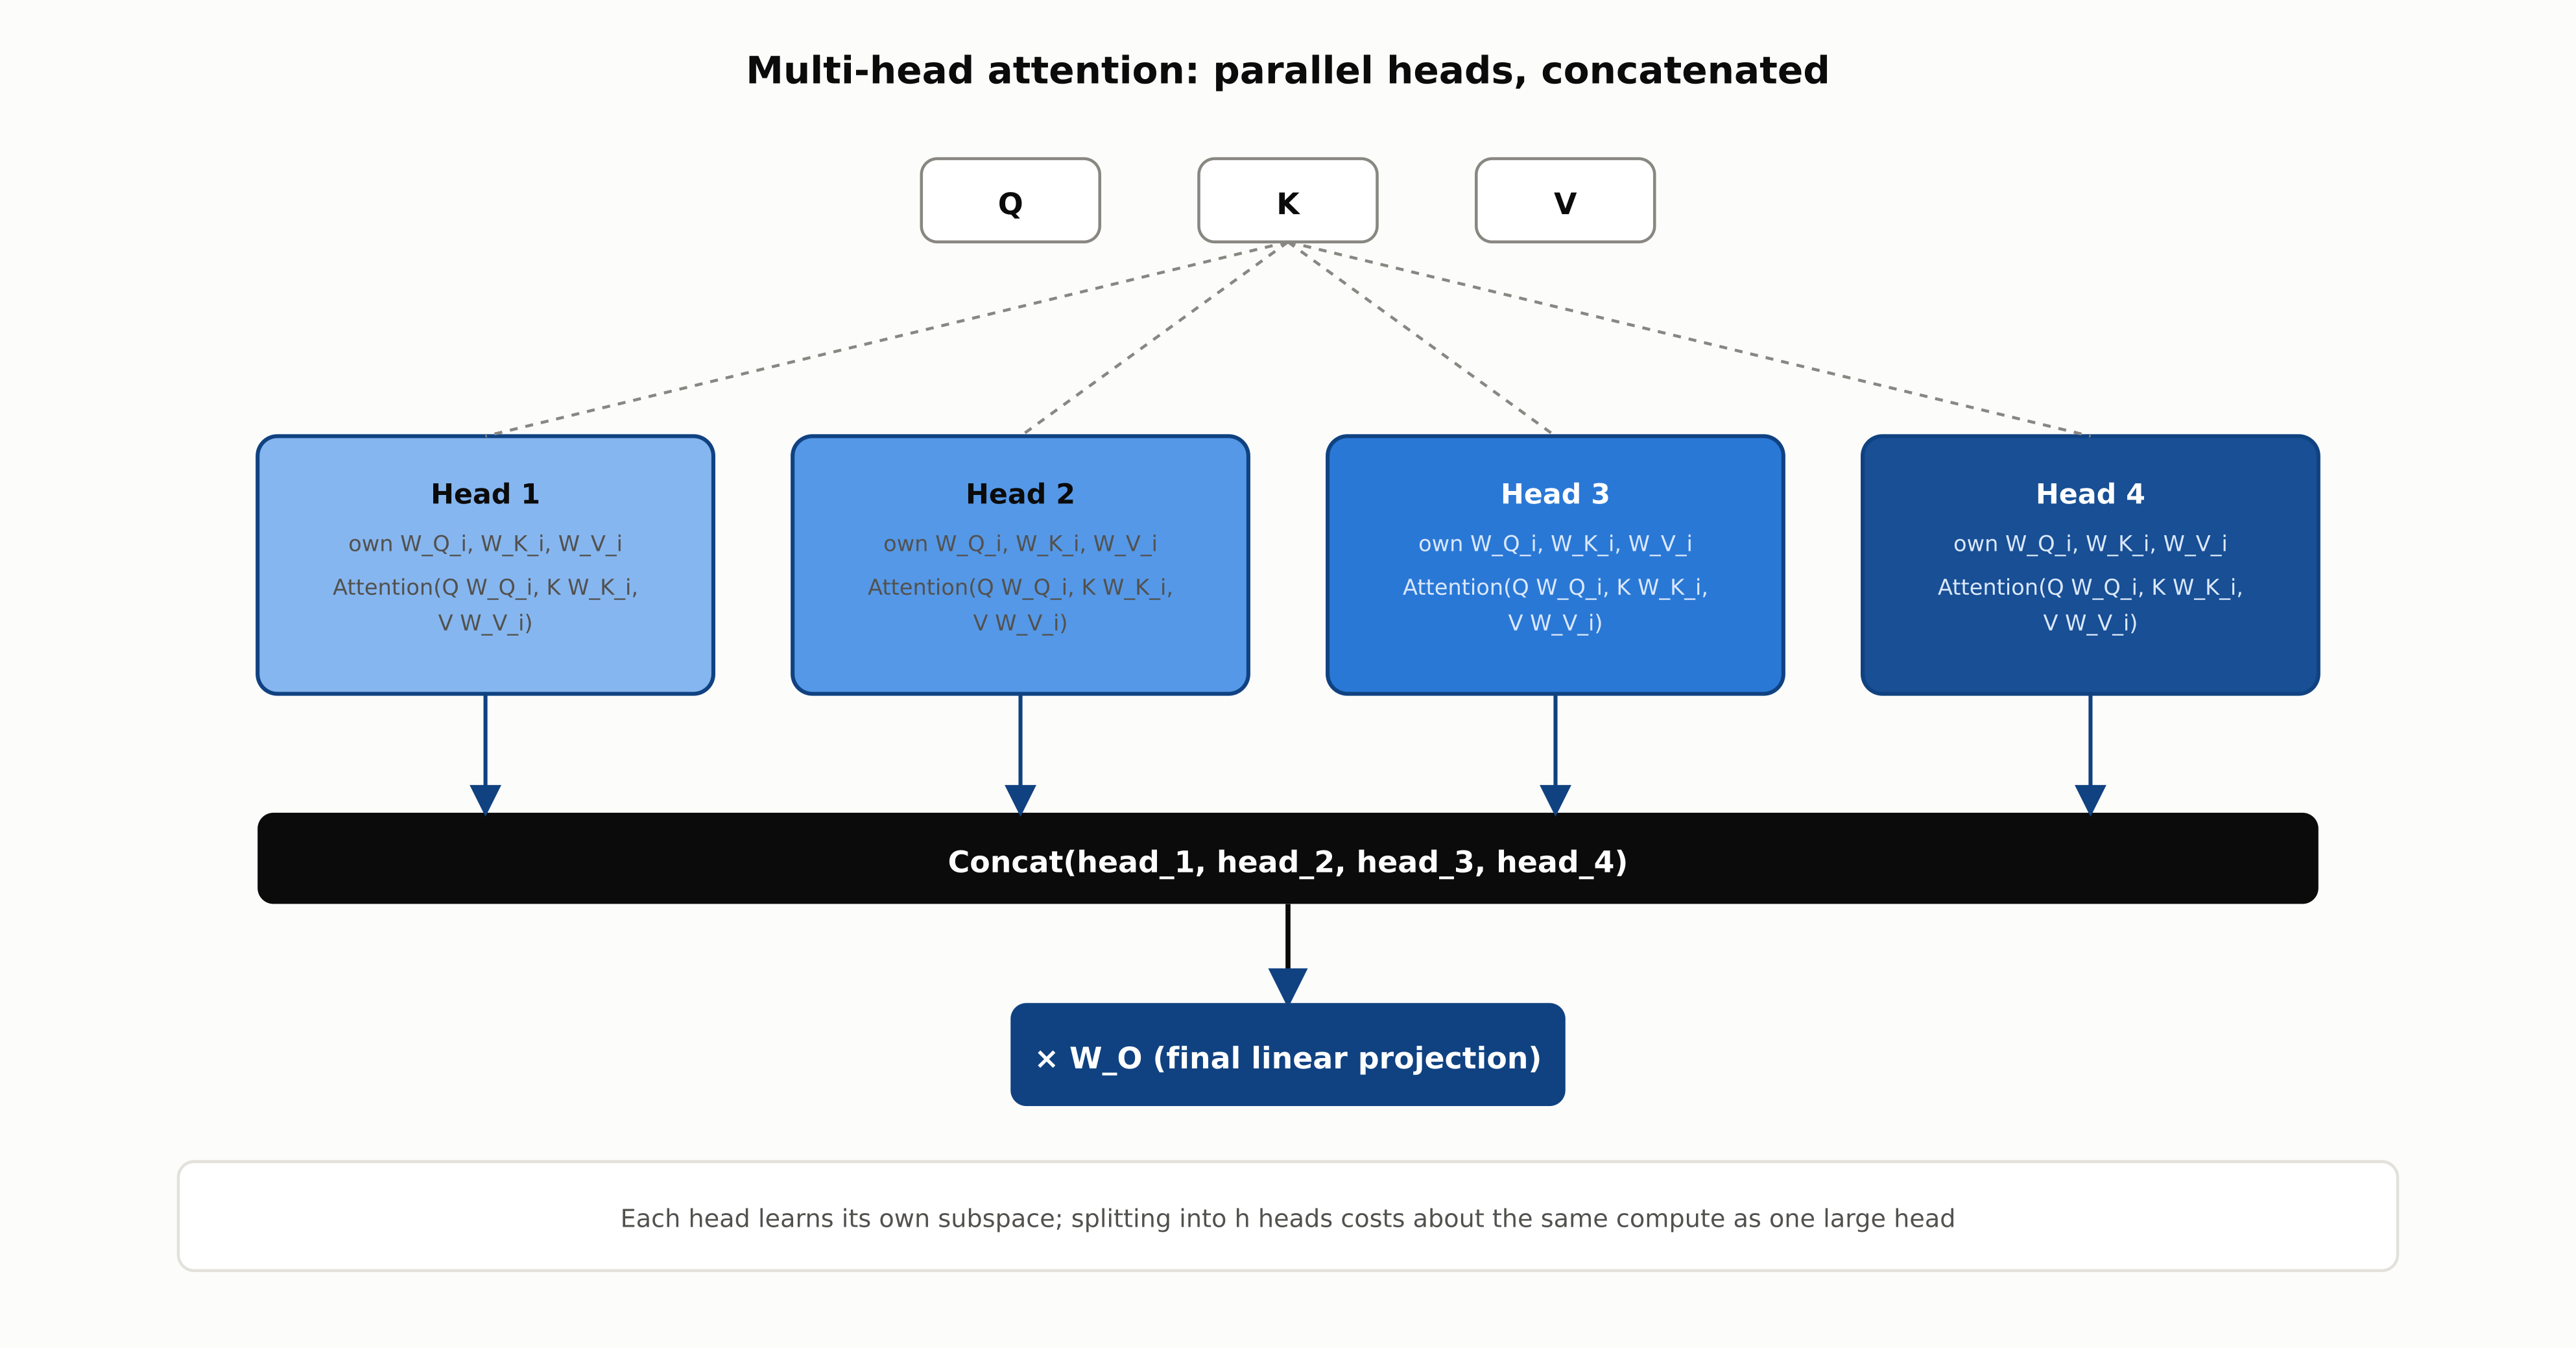 Multi-head attention: parallel heads, concatenated
Q
K
V
Head 1
own W_Q_i, W_K_i, W_V_i
Attention(Q W_Q_i, K W_K_i,
V W_V_i)
Head 2
own W_Q_i, W_K_i, W_V_i
Attention(Q W_Q_i, K W_K_i,
V W_V_i)
Head 3
own W_Q_i, W_K_i, W_V_i
Attention(Q W_Q_i, K W_K_i,
V W_V_i)
Head 4
own W_Q_i, W_K_i, W_V_i
Attention(Q W_Q_i, K W_K_i,
V W_V_i)
Concat(head_1, head_2, head_3, head_4)
× W_O (final linear projection)
Each head learns its own subspace; splitting into h heads costs about the same compute as one large head